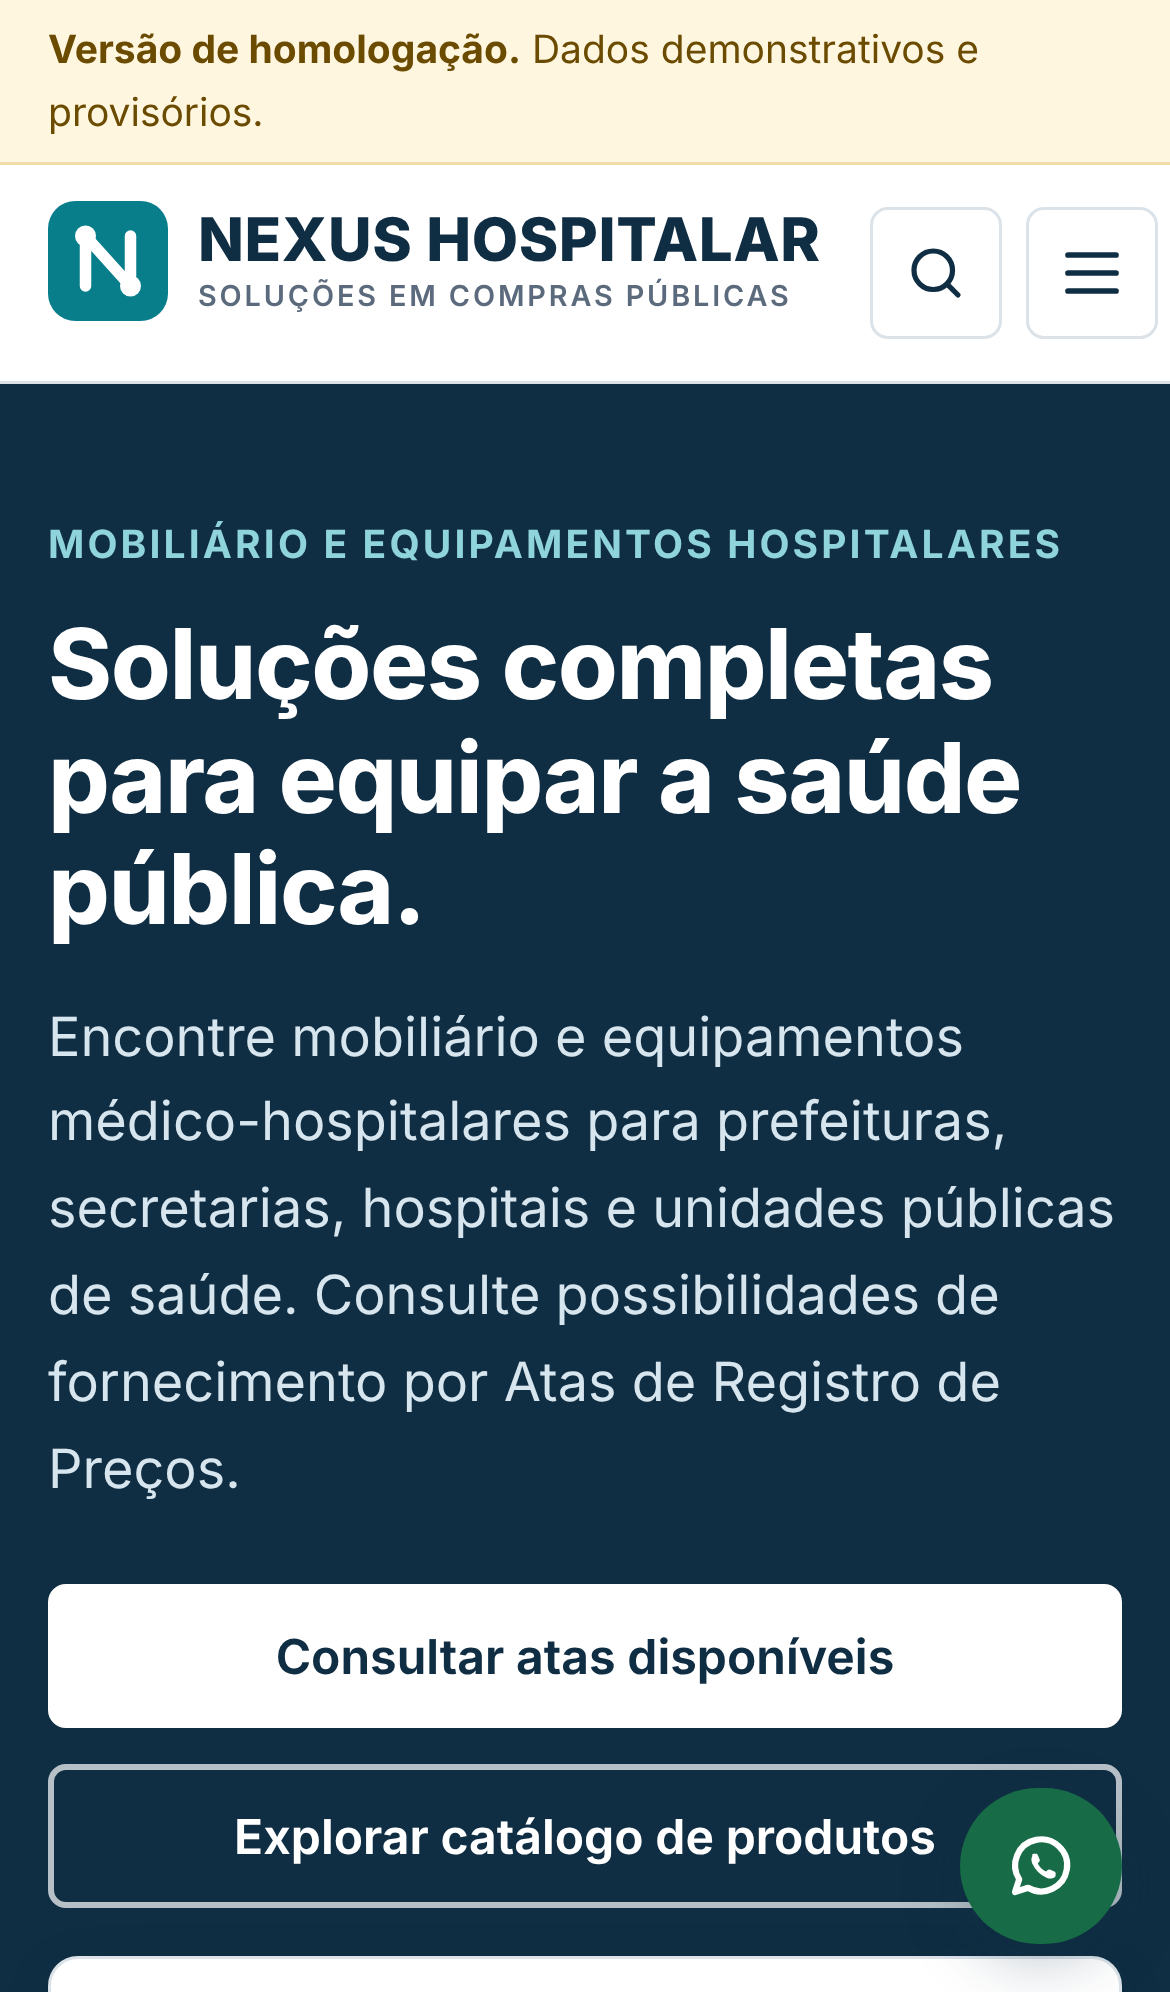 Versão de homologação. Dados demonstrativos e
provisórios.
NEXUS HOSPITALAR
SOLUÇÕES EM COMPRAS PÚBLICAS
MOBILIÁRIO E EQUIPAMENTOS HOSPITALARES
Soluções completas
para equipar a saúde
pública.
Encontre mobiliário e equipamentos
médico-hospitalares para prefeituras,
secretarias, hospitais e unidades públicas
de saúde. Consulte possibilidades de
fornecimento por Atas de Registro de
Preços.
Consultar atas disponíveis
Explorar catálogo de produtos